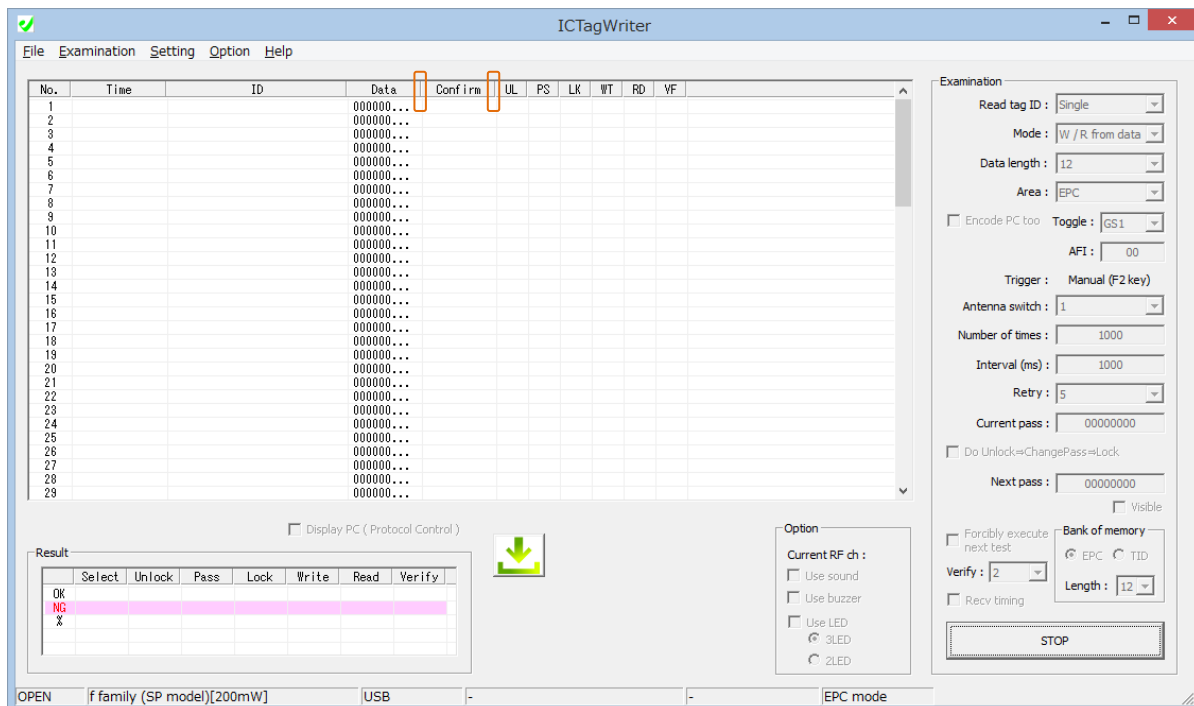 ICTagWriter
File Examination Setting Option Help
No. Time ID Data Confirm UL PS LK WT RD VF
1 000000...
2 000000...
3 000000...
4 000000...
5 000000...
6 000000...
7 000000...
8 000000...
9 000000...
10 000000...
11 000000...
12 000000...
13 000000...
14 000000...
15 000000...
16 000000...
17 000000...
18 000000...
19 000000...
20 000000...
21 000000...
22 000000...
23 000000...
24 000000...
25 000000...
26 000000...
27 000000...
28 000000...
29 000000...
Display PC ( Protocol Control )
Result
Select Unlock Pass Lock Write Read Verify
OK
NG
%
Option
Current RF ch :
Use sound
Use buzzer
Use LED
3LED
2LED
Examination
Read tag ID : Single
Mode : W / R from data
Data length : 12
Area : EPC
Encode PC too Toggle : GS1
AFI : 00
Trigger : Manual (F2 key)
Antenna switch : 1
Number of times : 1000
Interval (ms) : 1000
Retry : 5
Current pass : 00000000
Do Unlock⇒ChangePass⇒Lock
Next pass : 00000000
Visible
Forcibly execute
next test
Verify : 2
Recv timing
Bank of memory
EPC TID
Length : 12
STOP
OPEN f family (SP model)[200mW] USB - - EPC mode